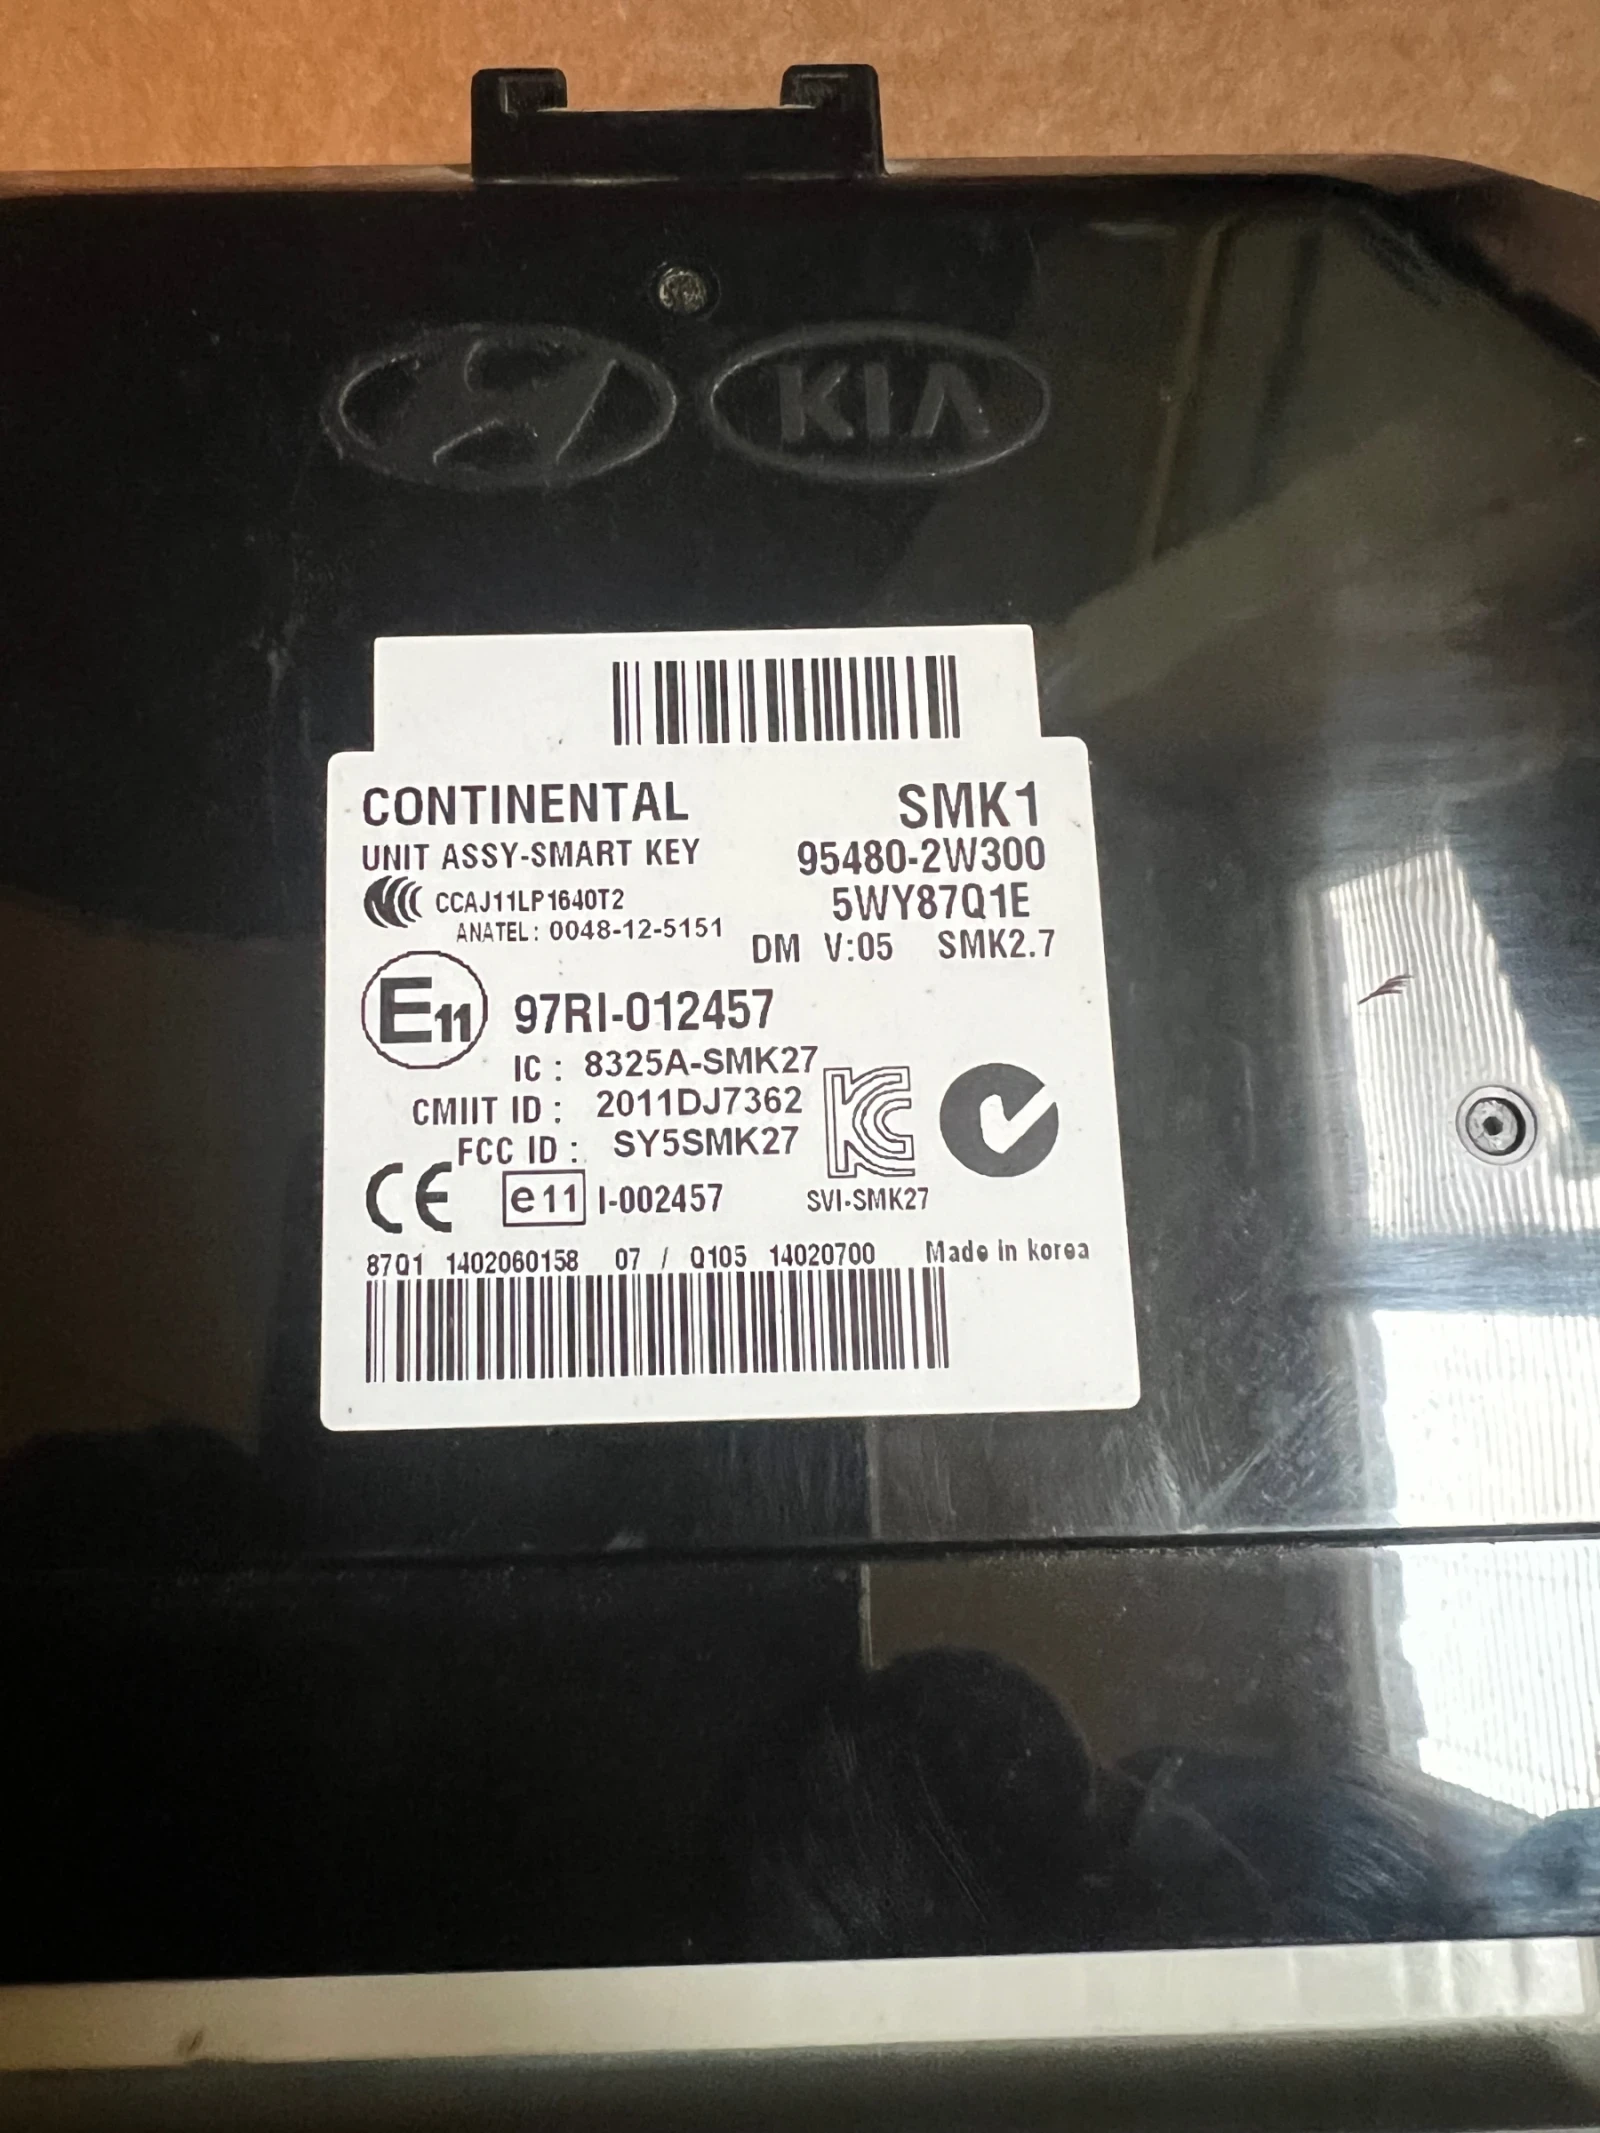 KIA
CONTINENTAL SMK1
UNIT ASSY-SMART KEY 95480-2W300
CCAJ11LP1640T2 5WY87Q1E
ANATEL: 0048-12-5151 DM V:05 SMK2.7
E11 97RI-012457
IC : 8325A-SMK27
CMIIT ID : 2011DJ7362
FCC ID : SY5SMK27
CE e11 I-002457 SVI-SMK27
87Q1 1402060158 07 / Q105 14020700 Made in korea